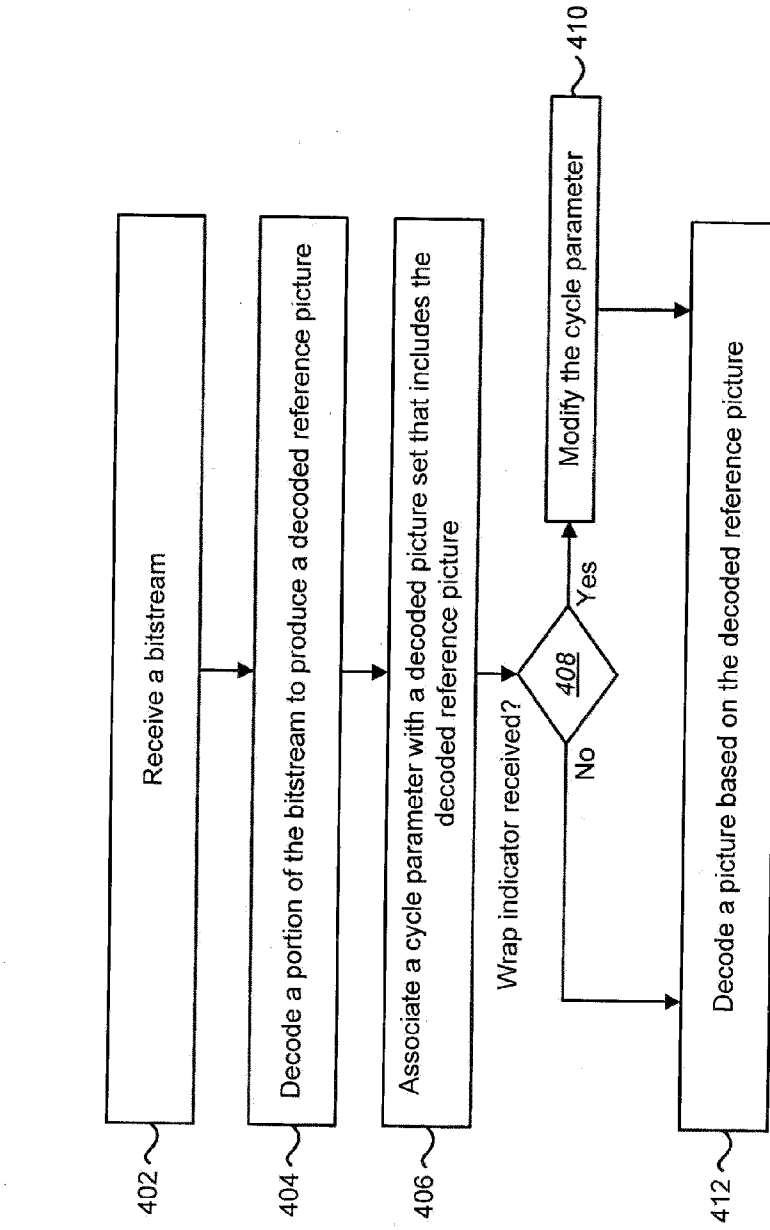 402
Receive a bitstream
404
Decode a portion of the bitstream to produce a decoded reference picture
406
Associate a cycle parameter with a decoded picture set that includes the
decoded reference picture
Wrap indicator received?
408
No
Yes
Modify the cycle parameter
410
412
Decode a picture based on the decoded reference picture